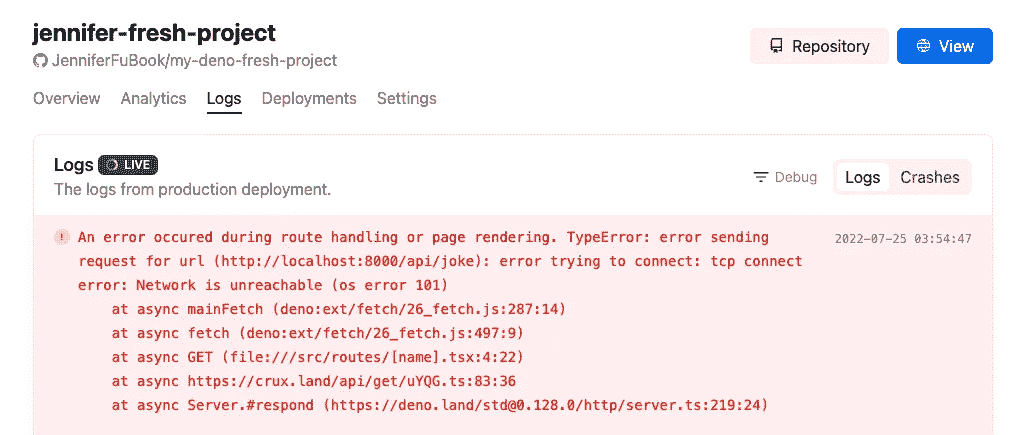 jennifer-fresh-project
JenniferFuBook/my-deno-fresh-project
Repository
View
Overview Analytics Logs Deployments Settings
Logs LIVE
The logs from production deployment.
Debug
Logs Crashes
An error occured during route handling or page rendering. TypeError: error sending
2022-07-25 03:54:47
request for url (http://localhost:8000/api/joke): error trying to connect: tcp connect
error: Network is unreachable (os error 101)
at async mainFetch (deno:ext/fetch/26_fetch.js:287:14)
at async fetch (deno:ext/fetch/26_fetch.js:497:9)
at async GET (file:///src/routes/[name].tsx:4:22)
at async https://crux.land/api/get/uYQG.ts:83:36
at async Server.#respond (https://deno.land/std@0.128.0/http/server.ts:219:24)